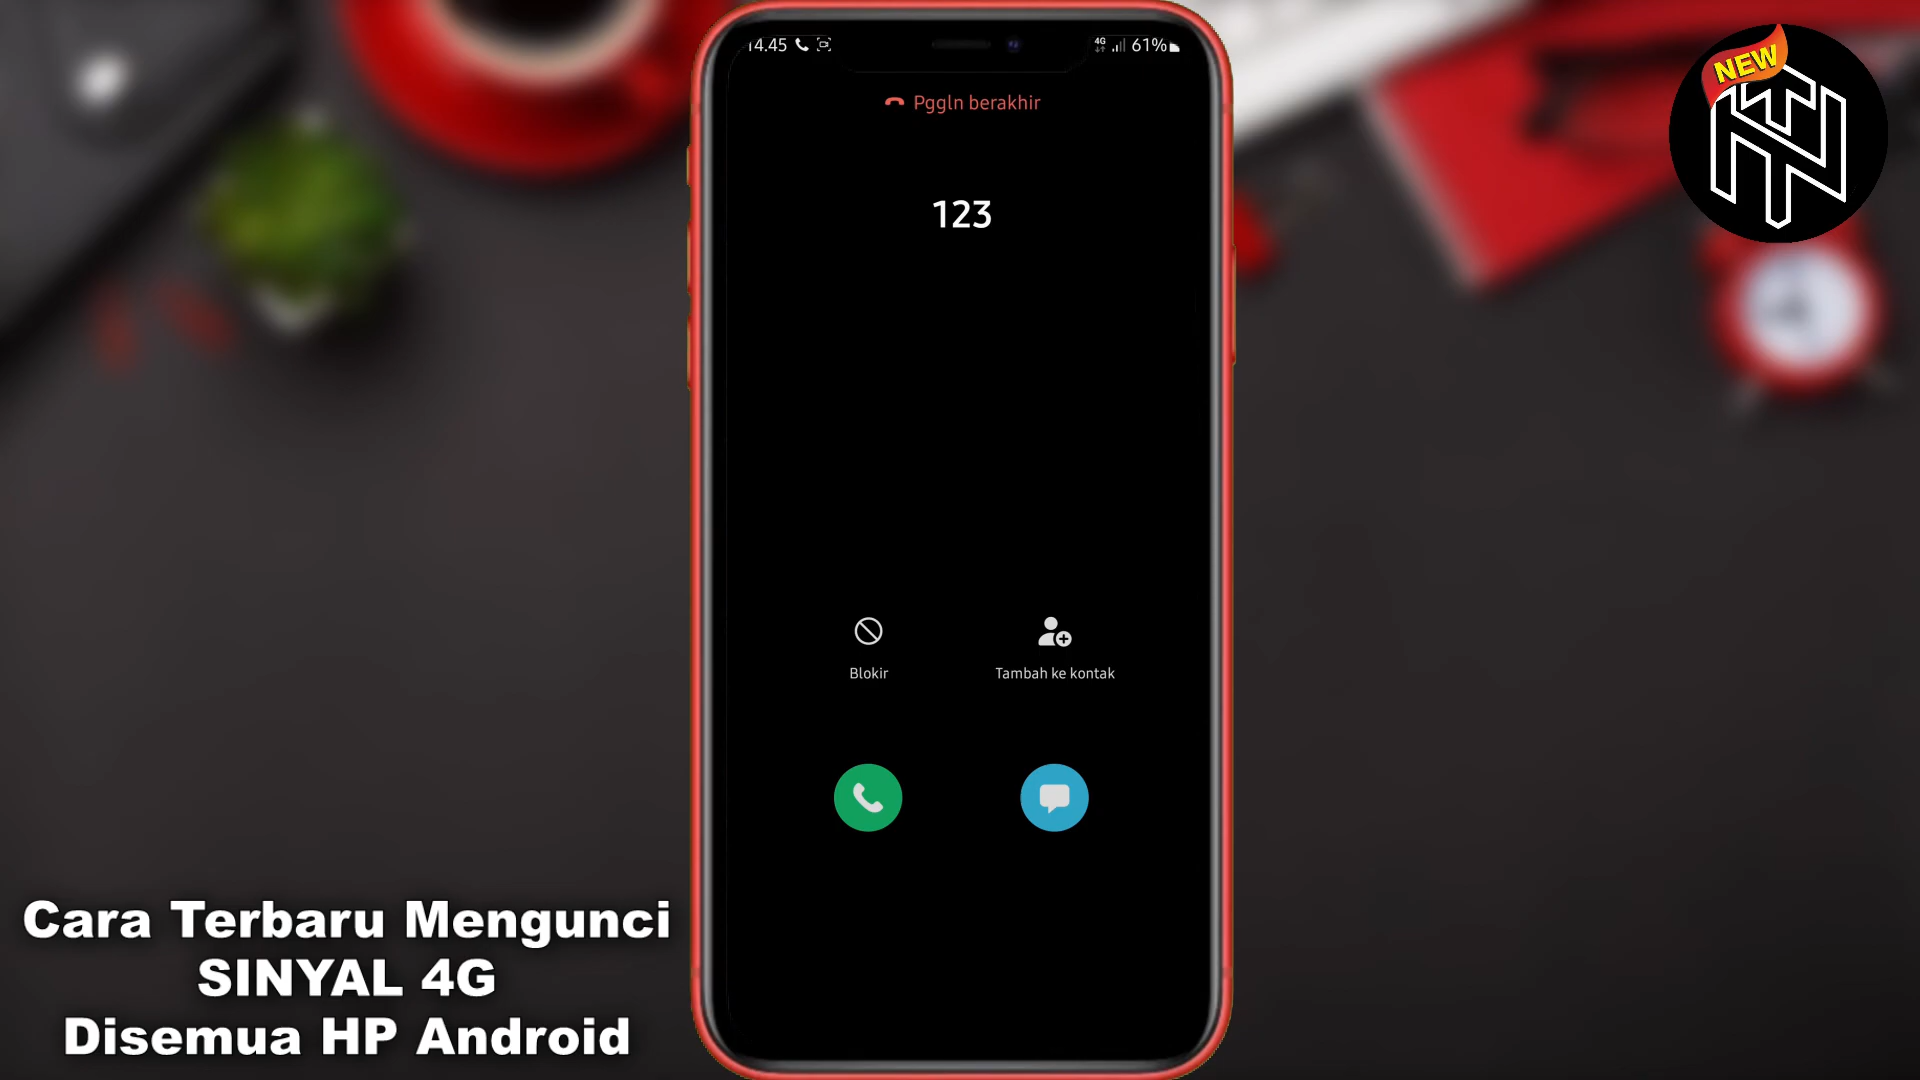 14.45
4G 61%
Pggln berakhir
123
Blokir
Tambah ke kontak
NEW
Cara Terbaru Mengunci
SINYAL 4G
Disemua HP Android